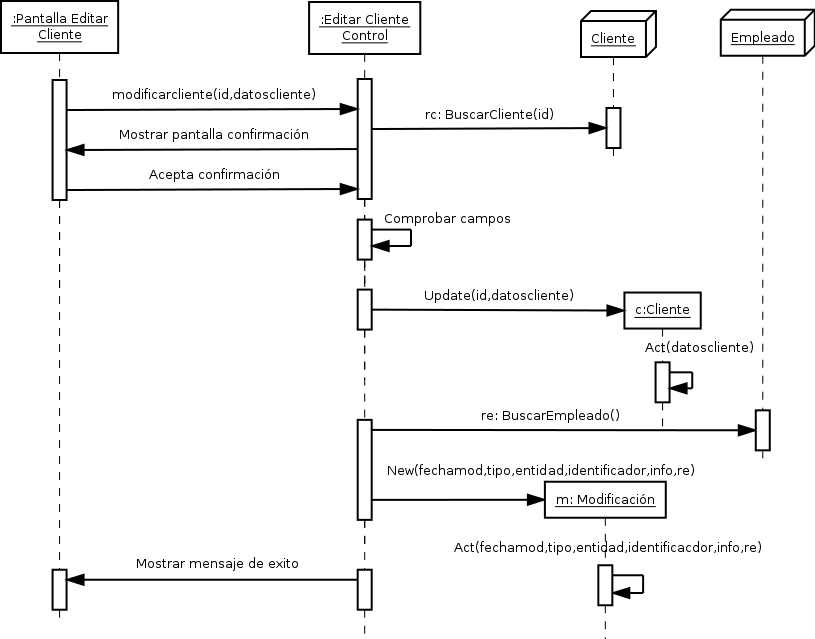 :Pantalla Editar
Cliente
:Editar Cliente
Control
Cliente
Empleado
modificarcliente(id,datoscliente)
rc: BuscarCliente(id)
Mostrar pantalla confirmación
Acepta confirmación
Comprobar campos
Update(id,datoscliente)
c:Cliente
Act(datoscliente)
re: BuscarEmpleado()
New(fechamod,tipo,entidad,identificador,info,re)
m: Modificación
Act(fechamod,tipo,entidad,identificacdor,info,re)
Mostrar mensaje de exito